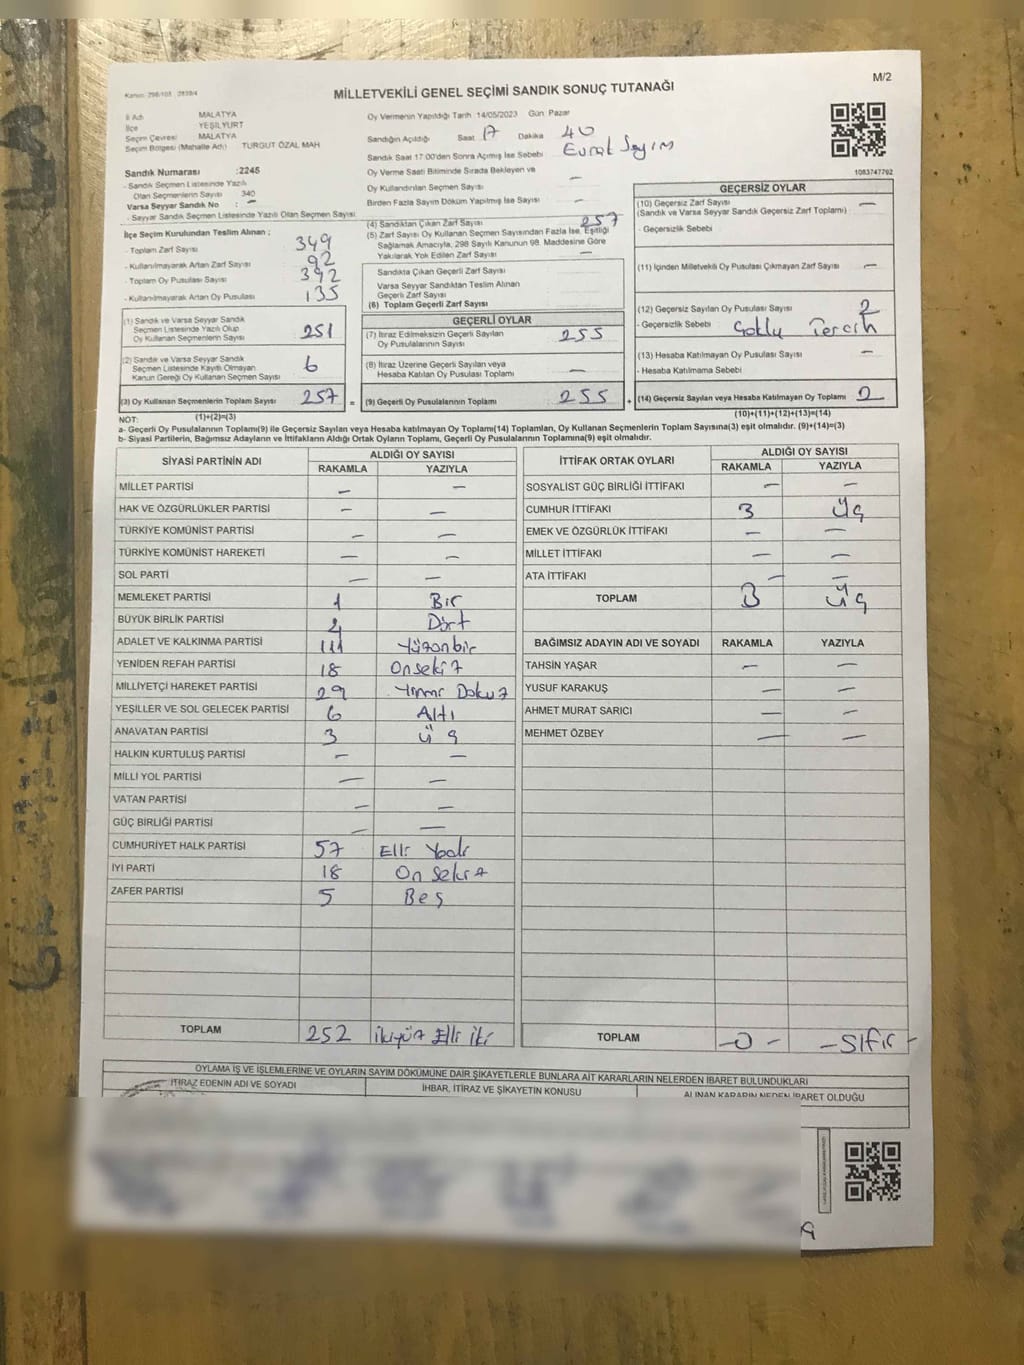 M/2
Kanun: 298/105 2839/4
MİLLETVEKİLİ GENEL SEÇİMİ SANDIK SONUÇ TUTANAĞI
İl Adı MALATYA
İlçe YEŞİLYURT
Seçim Çevresi MALATYA
Seçim Bölgesi (Mahalle Adı) TURGUT ÖZAL MAH
Oy Vermenin Yapıldığı Tarih 14/05/2023 Gün Pazar
Sandığın Açıldığı Saat 17 Dakika 40
Sandık Saat 17:00'den Sonra Açılmış İse Sebebi Evrak Sayım
Oy Verme Saati Bitiminde Sırada Bekleyen ve
Oy Kullandırılan Seçmen Sayısı —
Birden Fazla Sayım Döküm Yapılmış İse Sayısı —
1083747792
Sandık Numarası :2245
- Sandık Seçmen Listesinde Yazılı
Olan Seçmenlerin Sayısı 340
Varsa Seyyar Sandık No : —
- Seyyar Sandık Seçmen Listesinde Yazılı Olan Seçmen Sayısı
İlçe Seçim Kurulundan Teslim Alınan ;
- Toplam Zarf Sayısı 349
- Kullanılmayarak Artan Zarf Sayısı 92
- Toplam Oy Pusulası Sayısı 392
- Kullanılmayarak Artan Oy Pusulası 135
(1) Sandık ve Varsa Seyyar Sandık
Seçmen Listesinde Yazılı Olup
Oy Kullanan Seçmenlerin Sayısı 251
(2) Sandık ve Varsa Seyyar Sandık
Seçmen Listesinde Kayıtlı Olmayan
Kanun Gereği Oy Kullanan Seçmen Sayısı 6
(3) Oy Kullanan Seçmenlerin Toplam Sayısı 257 =
(1)+(2)=(3)
(4) Sandıktan Çıkan Zarf Sayısı 257
(5) Zarf Sayısı Oy Kullanan Seçmen Sayısından Fazla İse, Eşitliği
Sağlamak Amacıyla, 298 Sayılı Kanunun 98. Maddesine Göre
Yakılarak Yok Edilen Zarf Sayısı —
Sandıkta Çıkan Geçerli Zarf Sayısı
Varsa Seyyar Sandıktan Teslim Alınan
Geçerli Zarf Sayısı
(6) Toplam Geçerli Zarf Sayısı
GEÇERLİ OYLAR
(7) İtiraz Edilmeksizin Geçerli Sayılan
Oy Pusulalarının Sayısı 255
(8) İtiraz Üzerine Geçerli Sayılan veya
Hesaba Katılan Oy Pusulası Toplamı —
(9) Geçerli Oy Pusulalarının Toplamı 255 +
GEÇERSİZ OYLAR
(10) Geçersiz Zarf Sayısı
(Sandık ve Varsa Seyyar Sandık Geçersiz Zarf Toplamı) —
- Geçersizlik Sebebi
(11) İçinden Milletvekili Oy Pusulası Çıkmayan Zarf Sayısı —
(12) Geçersiz Sayılan Oy Pusulası Sayısı 2
- Geçersizlik Sebebi Çoklu Tercih
(13) Hesaba Katılmayan Oy Pusulası Sayısı —
- Hesaba Katılmama Sebebi
(14) Geçersiz Sayılan veya Hesaba Katılmayan Oy Toplamı 2
(10)+(11)+(12)+(13)=(14)
NOT:
a- Geçerli Oy Pusulalarının Toplamı(9) ile Geçersiz Sayılan veya Hesaba Katılmayan Oy Toplamı(14) Toplamları, Oy Kullanan Seçmenlerin Toplam Sayısına(3) eşit olmalıdır. (9)+(14)=(3)
b- Siyasi Partilerin, Bağımsız Adayların ve İttifakların Aldığı Ortak Oyların Toplamı, Geçerli Oy Pusulalarının Toplamına(9) eşit olmalıdır.
SİYASİ PARTİNİN ADI ALDIĞI OY SAYISI
RAKAMLA YAZIYLA
MİLLET PARTİSİ — —
HAK VE ÖZGÜRLÜKLER PARTİSİ — —
TÜRKİYE KOMÜNİST PARTİSİ — —
TÜRKİYE KOMÜNİST HAREKETİ — —
SOL PARTİ — —
MEMLEKET PARTİSİ 1 Bir
BÜYÜK BİRLİK PARTİSİ 4 Dört
ADALET VE KALKINMA PARTİSİ 111 Yüzonbir
YENİDEN REFAH PARTİSİ 18 Onsekiz
MİLLİYETÇİ HAREKET PARTİSİ 29 Yirmi Dokuz
YEŞİLLER VE SOL GELECEK PARTİSİ 6 Altı
ANAVATAN PARTİSİ 3 Üç
HALKIN KURTULUŞ PARTİSİ — —
MİLLİ YOL PARTİSİ — —
VATAN PARTİSİ — —
GÜÇ BİRLİĞİ PARTİSİ — —
CUMHURİYET HALK PARTİSİ 57 Elli Yedi
İYİ PARTİ 18 On Sekiz
ZAFER PARTİSİ 5 Beş
TOPLAM 252 İkiyüz Elli iki
İTTİFAK ORTAK OYLARI ALDIĞI OY SAYISI
RAKAMLA YAZIYLA
SOSYALİST GÜÇ BİRLİĞİ İTTİFAKI — —
CUMHUR İTTİFAKI 3 Üç
EMEK VE ÖZGÜRLÜK İTTİFAKI — —
MİLLET İTTİFAKI — —
ATA İTTİFAKI — —
TOPLAM 3 Üç
BAĞIMSIZ ADAYIN ADI VE SOYADI RAKAMLA YAZIYLA
TAHSİN YAŞAR — —
YUSUF KARAKUŞ — —
AHMET MURAT SARICI — —
MEHMET ÖZBEY — —
TOPLAM -0- -Sıfır-
OYLAMA İŞ VE İŞLEMLERİNE VE OYLARIN SAYIM DÖKÜMÜNE DAİR ŞİKAYETLERLE BUNLARA AİT KARARLARIN NELERDEN İBARET BULUNDUKLARI
İTİRAZ EDENİN ADI VE SOYADI İHBAR, İTİRAZ VE ŞİKAYETİN KONUSU ALINAN KARARIN NEDEN İBARET OLDUĞU